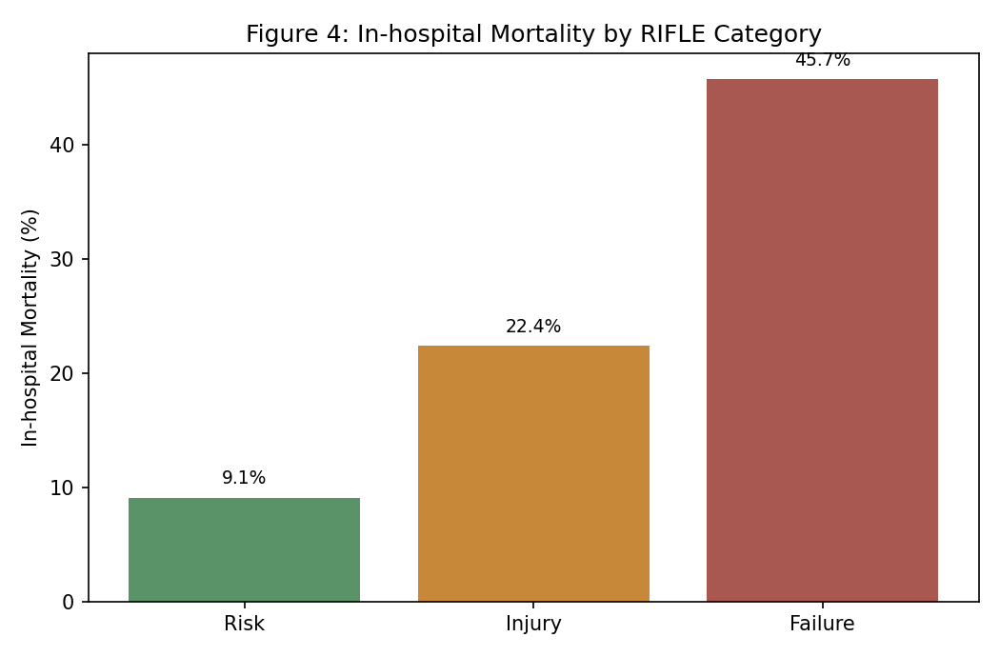 Figure 4: In-hospital Mortality by RIFLE Category
45.7%
40
30
22.4%
20
9.1%
10
0
In-hospital Mortality (%)
Risk
Injury
Failure